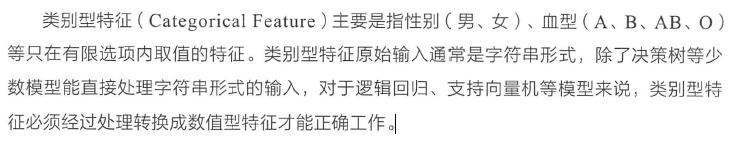 类别型特征（Categorical Feature）主要是指性别（男、女）、血型（A、B、AB、O）
等只在有限选项内取值的特征。类别型特征原始输入通常是字符串形式，除了决策树等少
数模型能直接处理字符串形式的输入，对于逻辑回归、支持向量机等模型来说，类别型特
征必须经过处理转换成数值型特征才能正确工作。